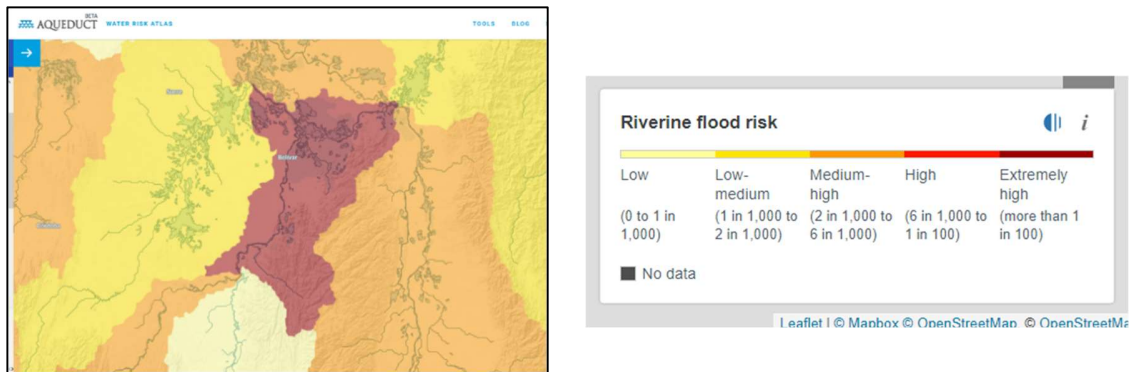 BETA
AQUEDUCT WATER RISK ATLAS
TOOLS BLOG
Sucre
Bolívar
Córdoba
Riverine flood risk
Low
(0 to 1 in
1,000)
Low-
medium
(1 in 1,000 to
2 in 1,000)
Medium-
high
(2 in 1,000 to
6 in 1,000)
High
(6 in 1,000 to
1 in 100)
Extremely
high
(more than 1
in 100)
No data
Leaflet | © Mapbox © OpenStreetMap, © OpenStreetMa